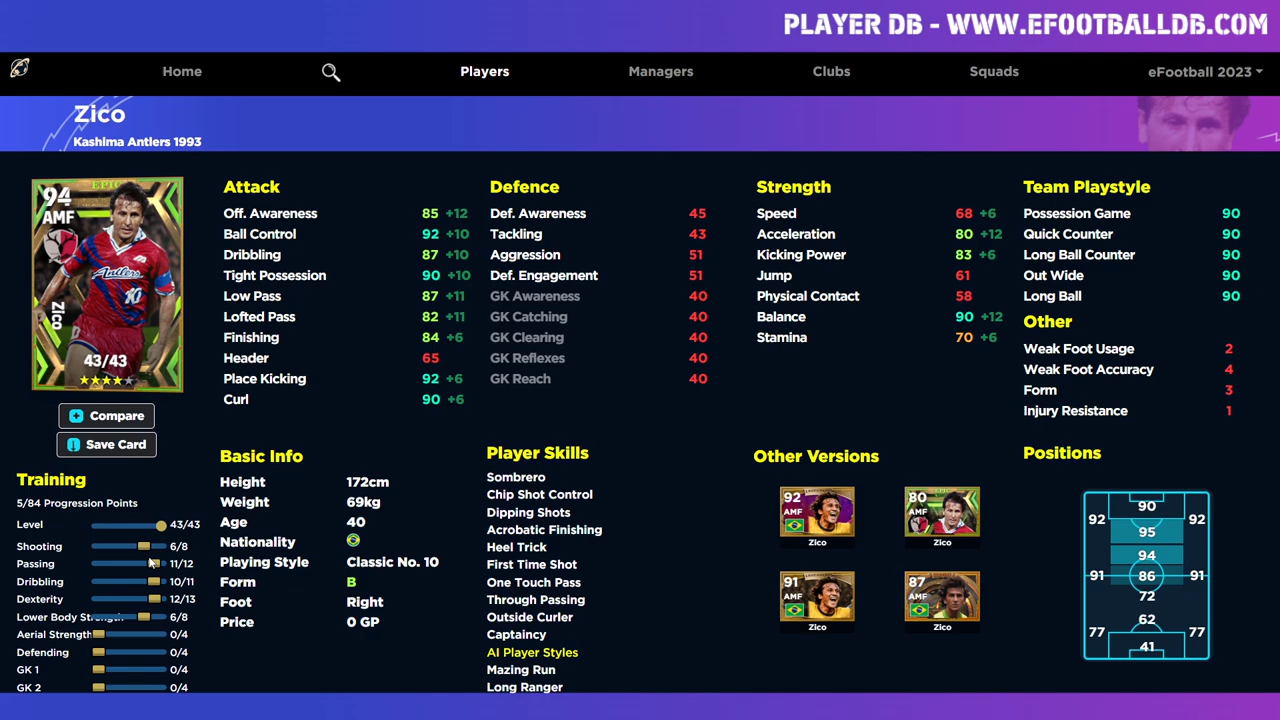 PLAYER DB - WWW.EFOOTBALLDB.COM
Home
Players
Managers
Clubs
Squads
eFootball 2023
Zico
Kashima Antlers 1993
94
AMF
EPIC
Antlers
10
Zico
43/43
Compare
Save Card
Training
5/84 Progression Points
Level 43/43
Shooting 6/8
Passing 11/12
Dribbling 10/11
Dexterity 12/13
Lower Body Strength 6/8
Aerial Strength 0/4
Defending 0/4
GK 1 0/4
GK 2 0/4
Attack
Off. Awareness 85 +12
Ball Control 92 +10
Dribbling 87 +10
Tight Possession 90 +10
Low Pass 87 +11
Lofted Pass 82 +11
Finishing 84 +6
Header 65
Place Kicking 92 +6
Curl 90 +6
Defence
Def. Awareness 45
Tackling 43
Aggression 51
Def. Engagement 51
GK Awareness 40
GK Catching 40
GK Clearing 40
GK Reflexes 40
GK Reach 40
Strength
Speed 68 +6
Acceleration 80 +12
Kicking Power 83 +6
Jump 61
Physical Contact 58
Balance 90 +12
Stamina 70 +6
Team Playstyle
Possession Game 90
Quick Counter 90
Long Ball Counter 90
Out Wide 90
Long Ball 90
Other
Weak Foot Usage 2
Weak Foot Accuracy 4
Form 3
Injury Resistance 1
Basic Info
Height 172cm
Weight 69kg
Age 40
Nationality
Playing Style Classic No. 10
Form B
Foot Right
Price 0 GP
Player Skills
Sombrero
Chip Shot Control
Dipping Shots
Acrobatic Finishing
Heel Trick
First Time Shot
One Touch Pass
Through Passing
Outside Curler
Captaincy
AI Player Styles
Mazing Run
Long Ranger
Other Versions
92
AMF
Zico
80
AMF
Zico
91
AMF
Zico
87
AMF
Zico
Positions
90
92 92
95
94
91 86 91
72
62
77 77
41